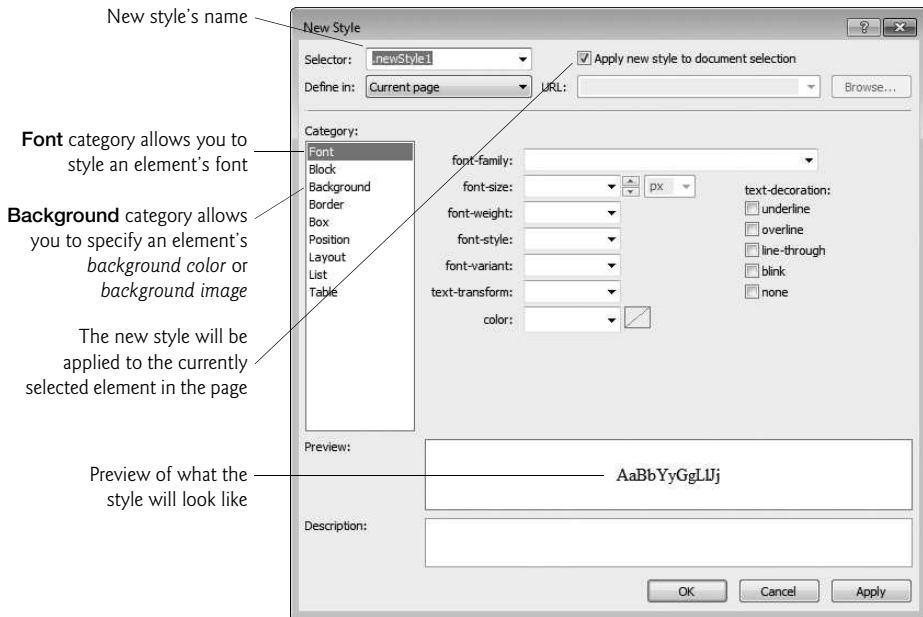 New style's name
Font category allows you to
style an element's font
Background category allows
you to specify an element's
background color or
background image
The new style will be
applied to the currently
selected element in the page
Preview of what the
style will look like
New Style
Selector: .newStyle1
Apply new style to document selection
Define in: Current page
URL:
Browse...
Category:
Font
Block
Background
Border
Box
Position
Layout
List
Table
font-family:
font-size:
px
font-weight:
font-style:
font-variant:
text-transform:
color:
text-decoration:
underline
overline
line-through
blink
none
Preview:
AaBbYyGgLlJj
Description:
OK
Cancel
Apply